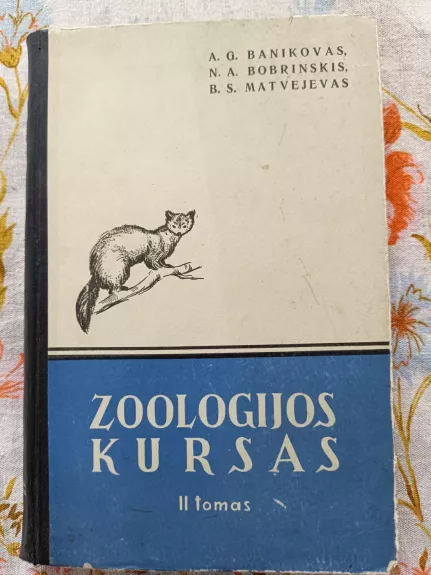 A. G. BANIKOVAS,
N. A. BOBRINSKIS,
B. S. MATVEJEVAS
ZOOLOGIJOS
KURSAS
II tomas